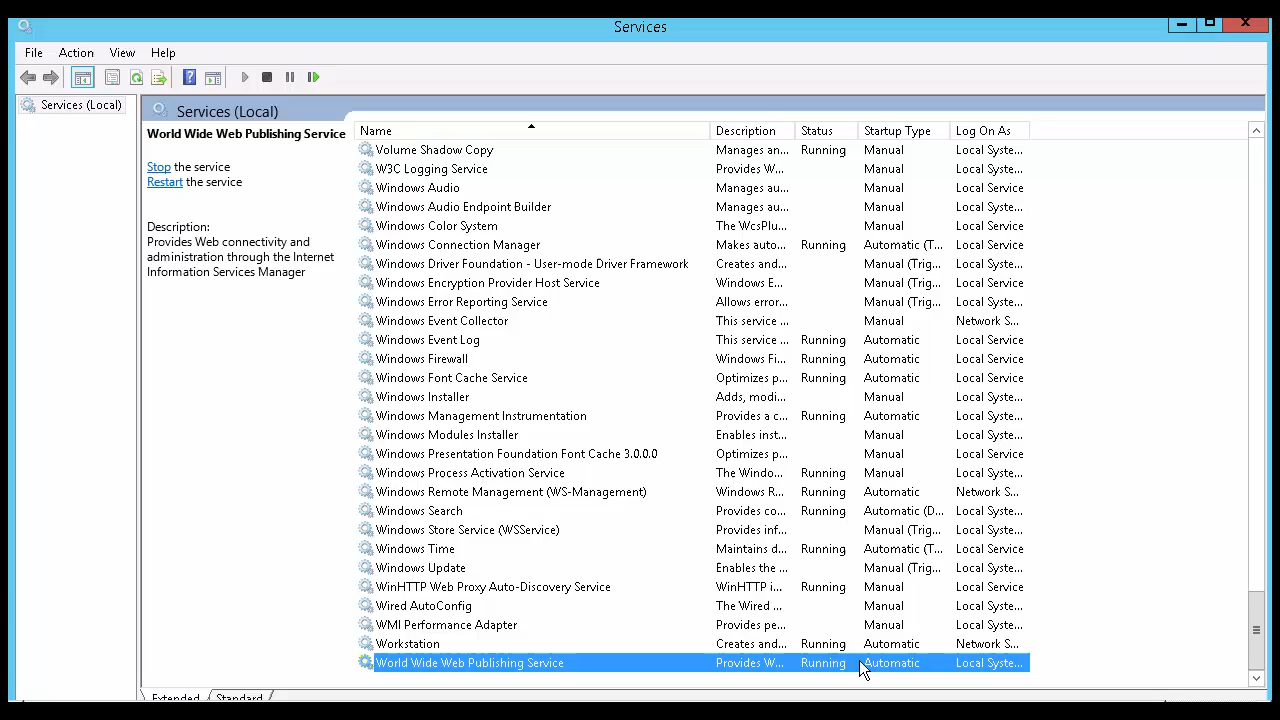 Services
File Action View Help
Services (Local)
Services (Local)
World Wide Web Publishing Service
Stop the service
Restart the service
Description:
Provides Web connectivity and
administration through the Internet
Information Services Manager
Name Description Status Startup Type Log On As
Volume Shadow Copy Manages an... Running Manual Local Syste...
W3C Logging Service Provides W... Manual Local Syste...
Windows Audio Manages au... Manual Local Service
Windows Audio Endpoint Builder Manages au... Manual Local Syste...
Windows Color System The WcsPlu... Manual Local Service
Windows Connection Manager Makes auto... Running Automatic (T... Local Service
Windows Driver Foundation - User-mode Driver Framework Creates and... Manual (Trig... Local Syste...
Windows Encryption Provider Host Service Windows E... Manual (Trig... Local Service
Windows Error Reporting Service Allows error... Manual (Trig... Local Syste...
Windows Event Collector This service ... Manual Network S...
Windows Event Log This service ... Running Automatic Local Service
Windows Firewall Windows Fi... Running Automatic Local Service
Windows Font Cache Service Optimizes p... Running Automatic Local Service
Windows Installer Adds, modi... Manual Local Syste...
Windows Management Instrumentation Provides a c... Running Automatic Local Syste...
Windows Modules Installer Enables inst... Manual Local Syste...
Windows Presentation Foundation Font Cache 3.0.0.0 Optimizes p... Manual Local Service
Windows Process Activation Service The Windo... Running Manual Local Syste...
Windows Remote Management (WS-Management) Windows R... Running Automatic Network S...
Windows Search Provides co... Running Automatic (D... Local Syste...
Windows Store Service (WSService) Provides inf... Manual (Trig... Local Syste...
Windows Time Maintains d... Running Automatic (T... Local Service
Windows Update Enables the ... Manual (Trig... Local Syste...
WinHTTP Web Proxy Auto-Discovery Service WinHTTP i... Running Manual Local Service
Wired AutoConfig The Wired ... Manual Local Syste...
WMI Performance Adapter Provides pe... Manual Local Syste...
Workstation Creates and... Running Automatic Network S...
World Wide Web Publishing Service Provides W... Running Automatic Local Syste...
Extended Standard